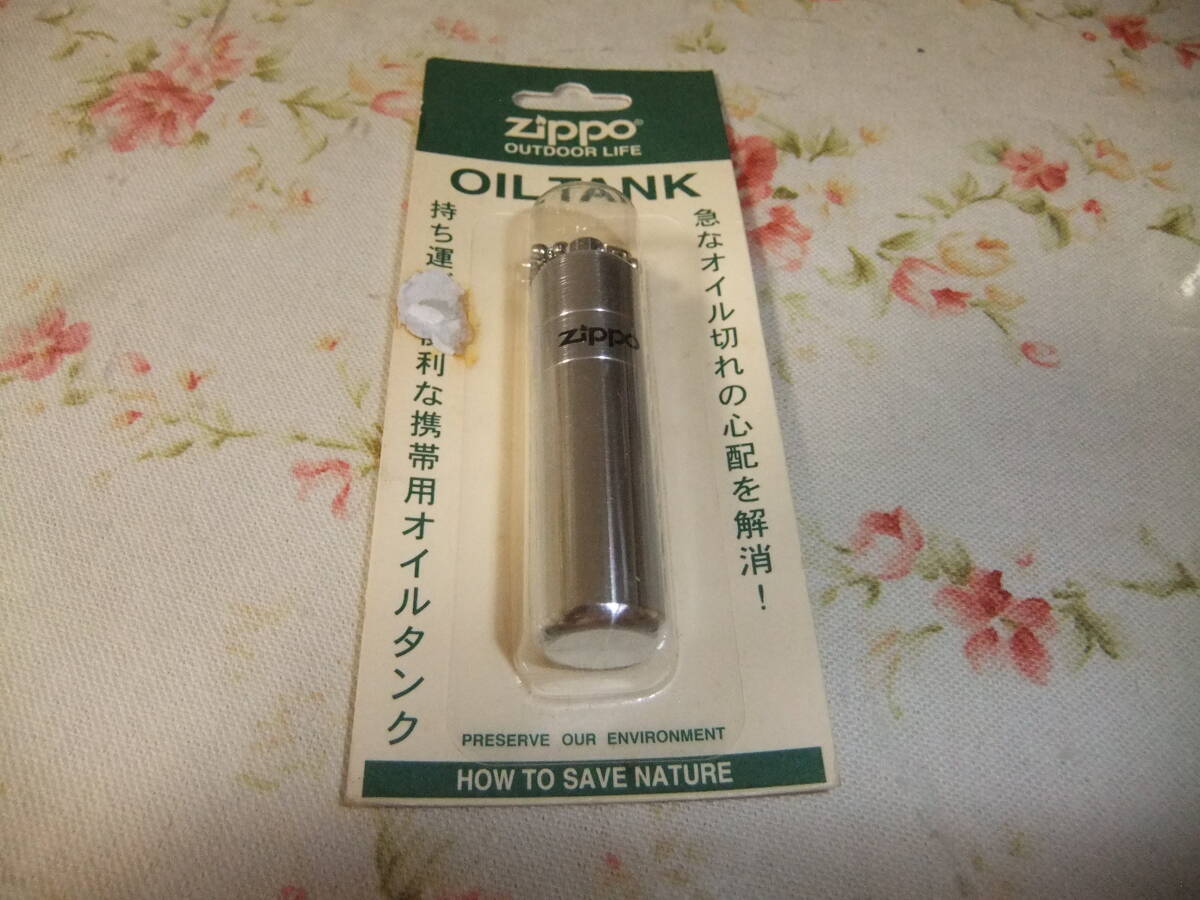 zippo®
OUTDOOR LIFE
OIL TANK
急なオイル切れの心配を解消!
持ち運 利な携帯用オイルタンク
zippo
PRESERVE OUR ENVIRONMENT
HOW TO SAVE NATURE